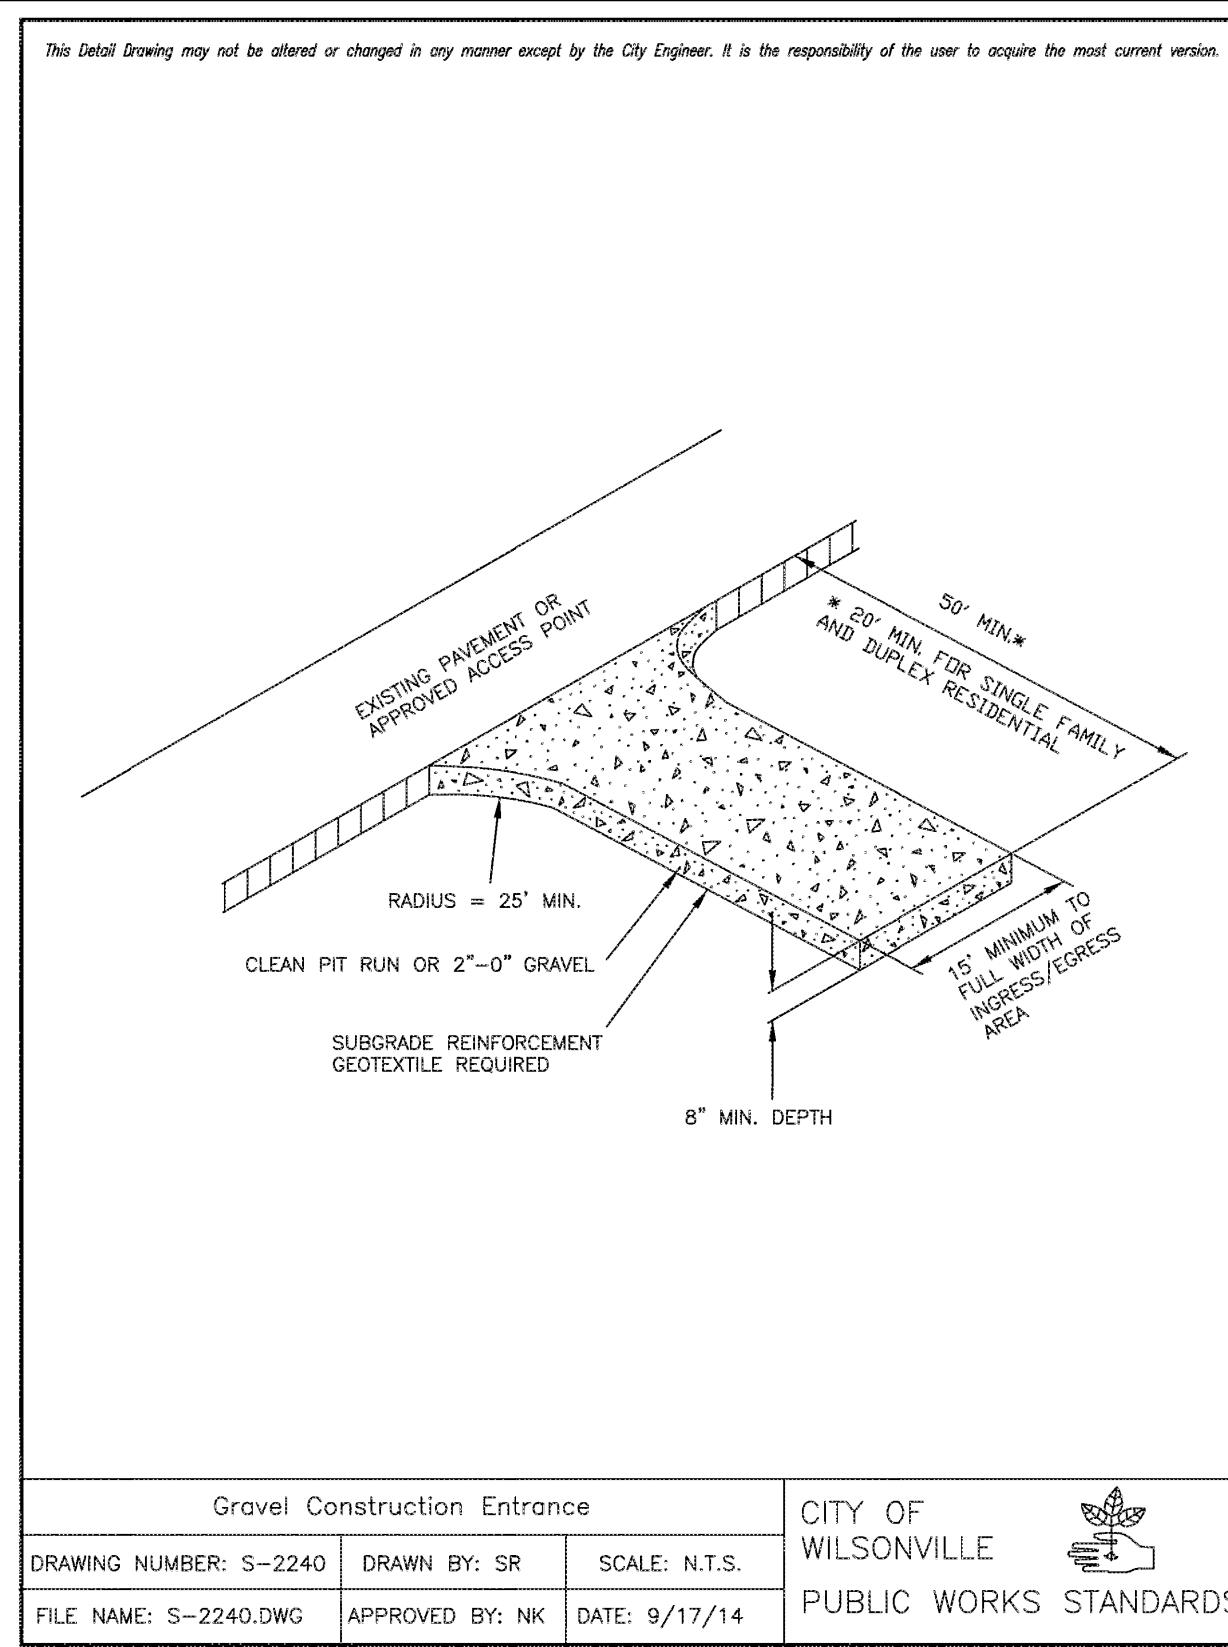 This Detail Drawing may not be altered or changed in any manner except by the City Engineer. It is the responsibility of the user to acquire the most current version.
EXISTING PAVEMENT OR
APPROVED ACCESS POINT
50' MIN.*
* 20' MIN. FOR SINGLE FAMILY
AND DUPLEX RESIDENTIAL
RADIUS = 25' MIN.
CLEAN PIT RUN OR 2"-0" GRAVEL
SUBGRADE REINFORCEMENT
GEOTEXTILE REQUIRED
15' MINIMUM TO
FULL WIDTH OF
INGRESS/EGRESS
AREA
8" MIN. DEPTH
Gravel Construction Entrance
DRAWING NUMBER: S-2240
DRAWN BY: SR
SCALE: N.T.S.
FILE NAME: S-2240.DWG
APPROVED BY: NK
DATE: 9/17/14
CITY OF
WILSONVILLE
PUBLIC WORKS STANDARDS